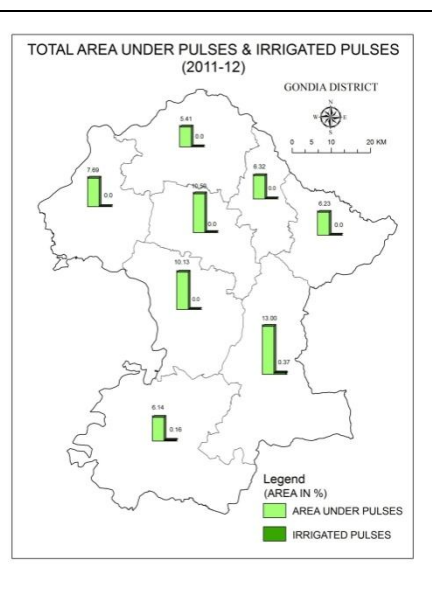 TOTAL AREA UNDER PULSES & IRRIGATED PULSES
(2011-12)
GONDIA DISTRICT
N
W E
S
0 5 10 20 KM
5.41
0.0
7.69
0.0
10.56
0.0
8.32
0.0
6.23
0.0
10.13
0.0
13.00
0.37
6.14
0.16
Legend
(AREA IN %)
AREA UNDER PULSES
IRRIGATED PULSES